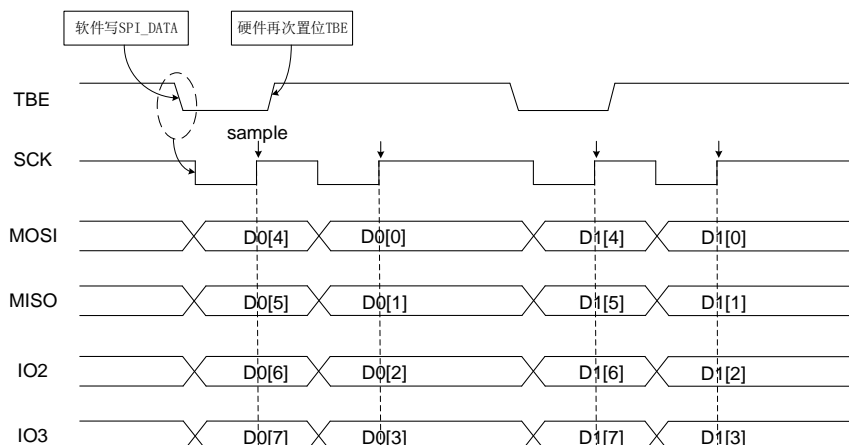 软件写SPI_DATA 硬件再次置位TBE
TBE
sample
SCK
MOSI D0[4] D0[0] D1[4] D1[0]
MISO D0[5] D0[1] D1[5] D1[1]
IO2 D0[6] D0[2] D1[6] D1[2]
IO3 D0[7] D0[3] D1[7] D1[3]